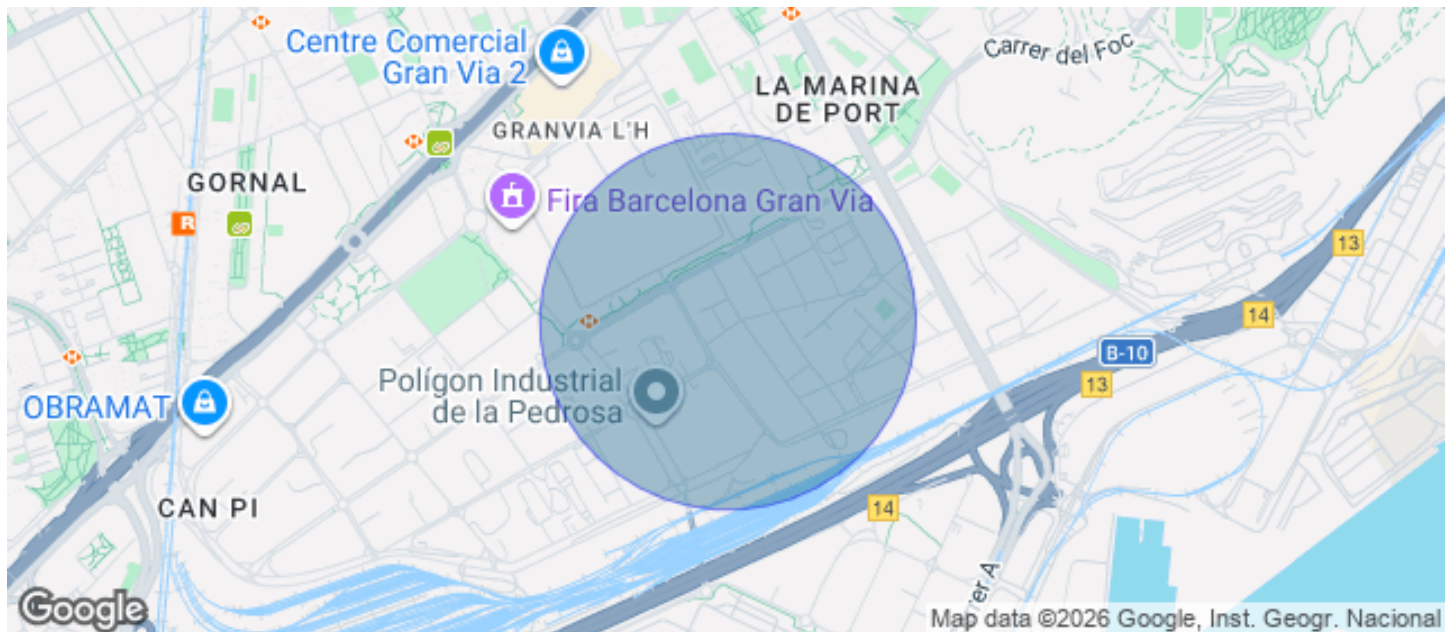 Centre Comercial
Gran Via 2
Carrer del Foc
LA MARINA
DE PORT
GRANVIA L'H
GORNAL
Fira Barcelona Gran Via
R
13
14
B-10
13
Polígon Industrial
de la Pedrosa
OBRAMAT
CAN PI
14
er A
Google
Map data ©2026 Google, Inst. Geogr. Nacional